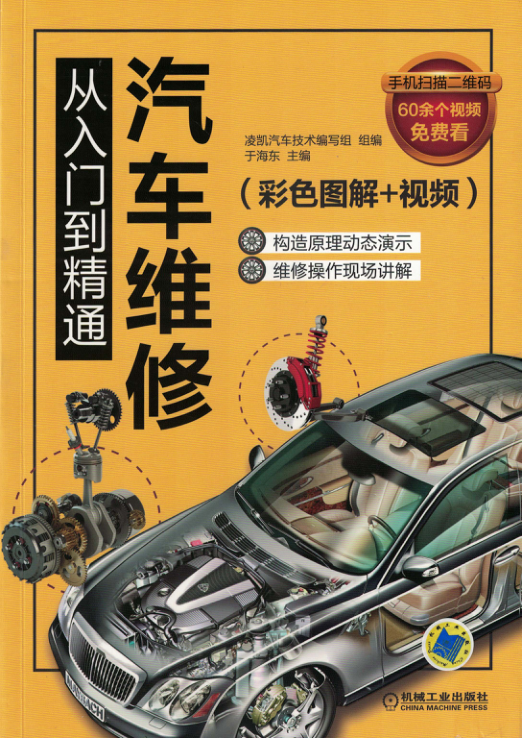 汽车维修
从入门到精通
手机扫描二维码
60余个视频
免费看
凌凯汽车技术编写组 组编
于海东 主编
（彩色图解+视频）
构造原理动态演示
维修操作现场讲解
机械工业出版社
CHINA MACHINE PRESS